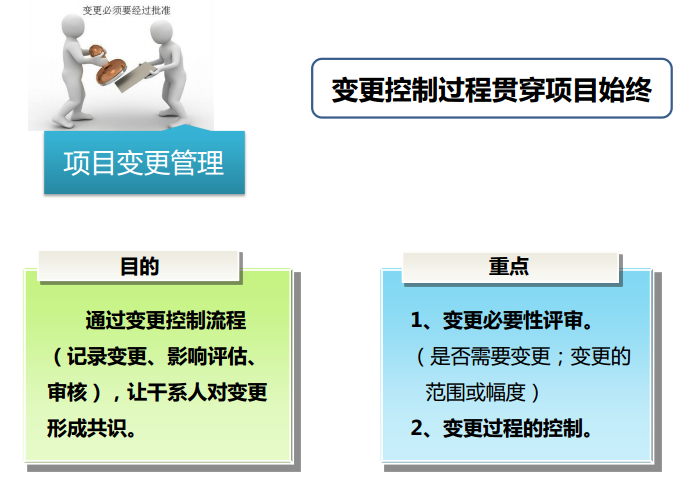 变更必须要经过批准
变更控制过程贯穿项目始终
项目变更管理
目的
通过变更控制流程
（记录变更、影响评估、
审核），让干系人对变更
形成共识。
重点
1、变更必要性评审。
（是否需要变更；变更的
范围或幅度）
2、变更过程的控制。